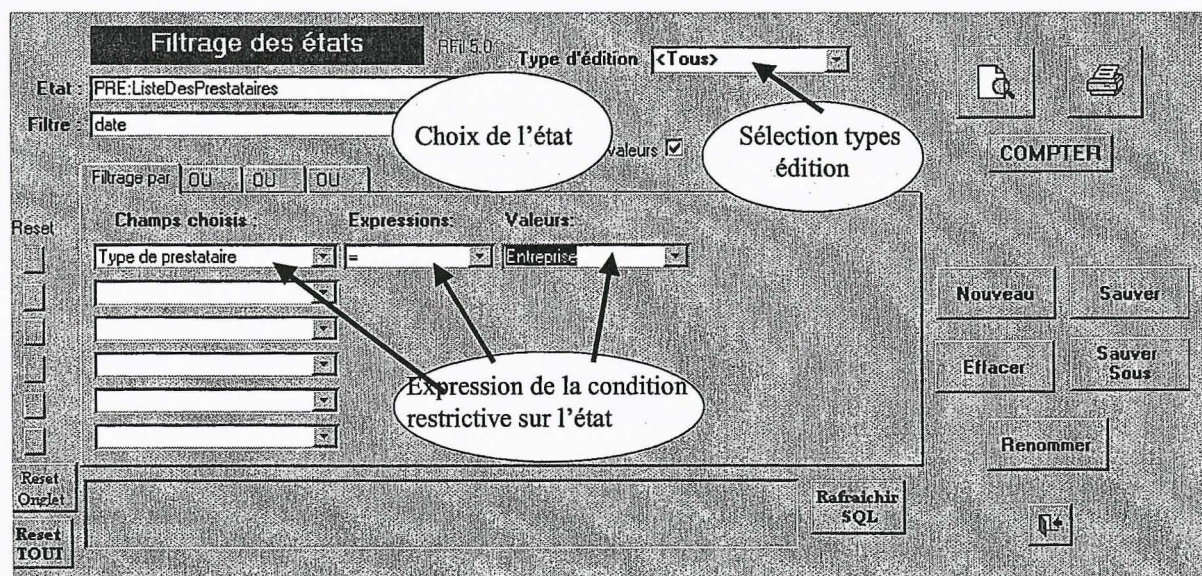 Filtrage des états
RFil 5.0
Type d'édition <Tous>
Etat : PRE:ListeDesPrestataires
Filtre : date
Choix de l'état
valeurs
Sélection types
édition
COMPTER
Filtrage par OU OU OU
Reset
Champs choisis : Expressions: Valeurs:
Type de prestataire = Entreprise
Nouveau Sauver
Effacer Sauver
Sous
Expression de la condition
restrictive sur l'état
Renommer
Reset
Onglet
Reset
TOUT
Rafraichir
SQL